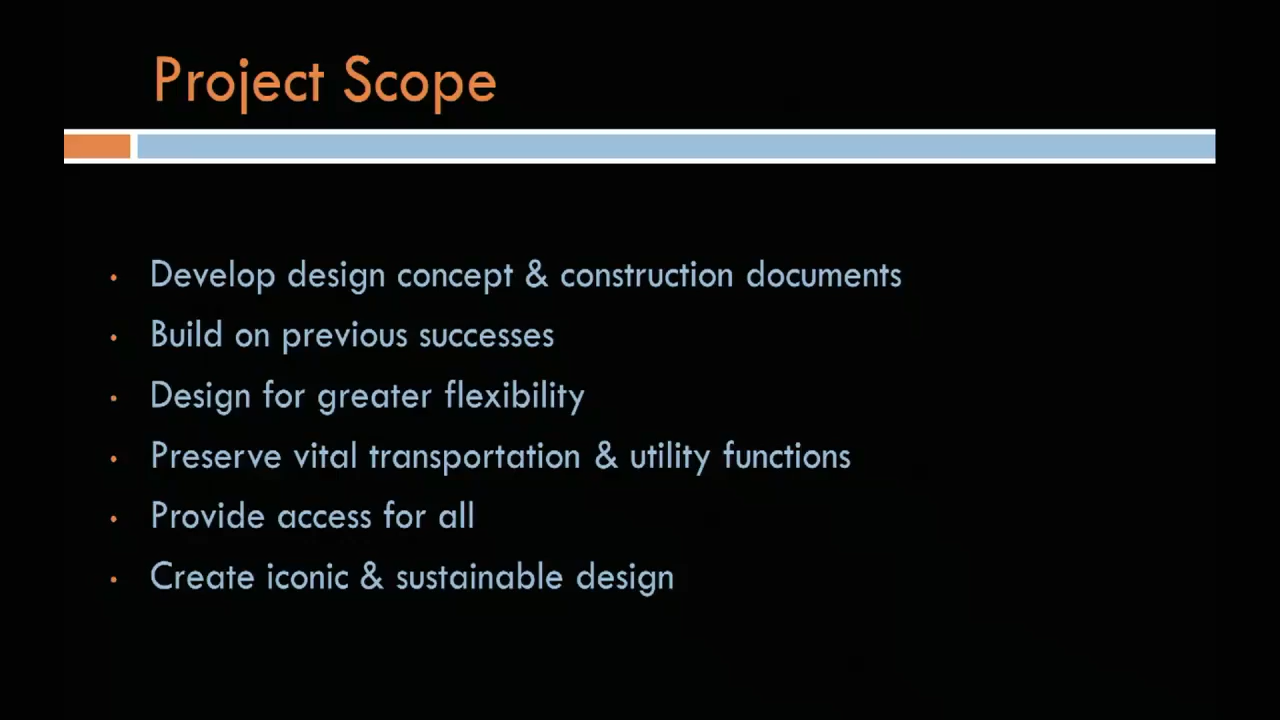 Project Scope
• Develop design concept & construction documents
• Build on previous successes
• Design for greater flexibility
• Preserve vital transportation & utility functions
• Provide access for all
• Create iconic & sustainable design